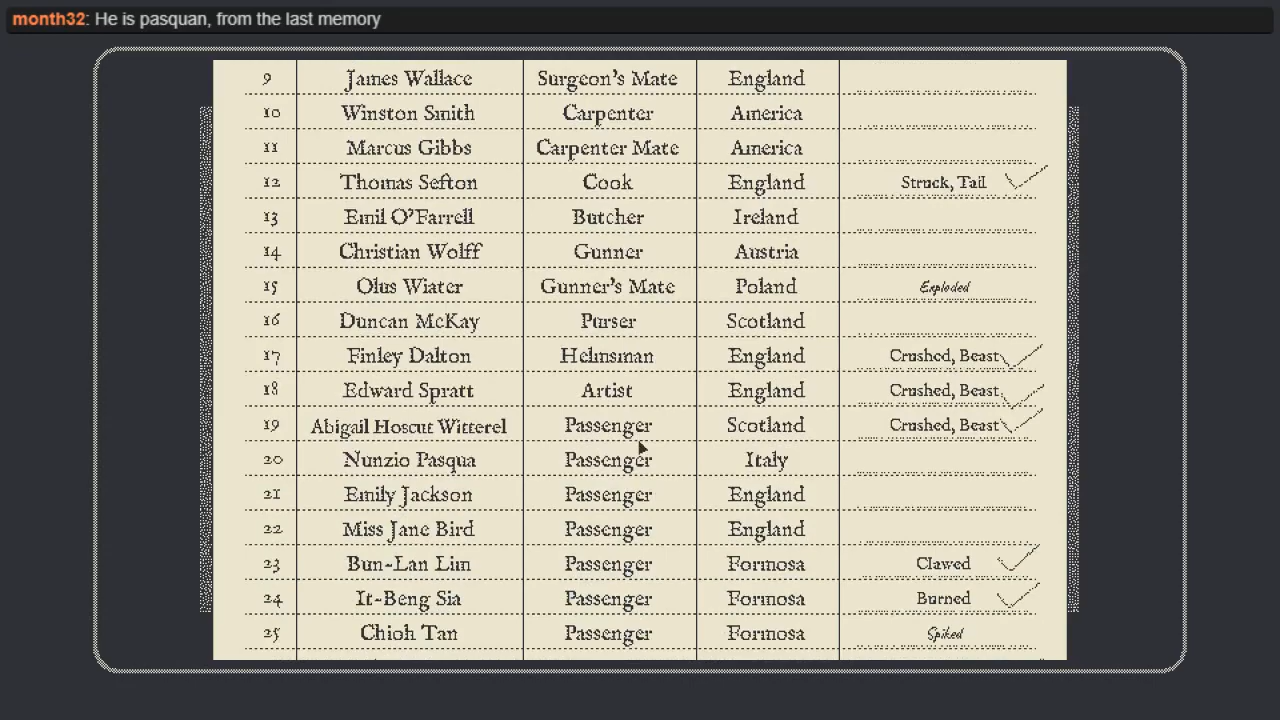 month32: He is pasquan, from the last memory
9 James Wallace Surgeon's Mate England
10 Winston Smith Carpenter America
11 Marcus Gibbs Carpenter Mate America
12 Thomas Sefton Cook England Struck, Tail
13 Emil O'Farrell Butcher Ireland
14 Christian Wolff Gunner Austria
15 Olus Wiater Gunner's Mate Poland Exploded
16 Duncan McKay Purser Scotland
17 Finley Dalton Helmsman England Crushed, Beast
18 Edward Spratt Artist England Crushed, Beast
19 Abigail Hoscut Witterel Passenger Scotland Crushed, Beast
20 Nunzio Pasqua Passenger Italy
21 Emily Jackson Passenger England
22 Miss Jane Bird Passenger England
23 Bun-Lan Lim Passenger Formosa Clawed
24 It-Beng Sia Passenger Formosa Burned
25 Chioh Tan Passenger Formosa Spiked